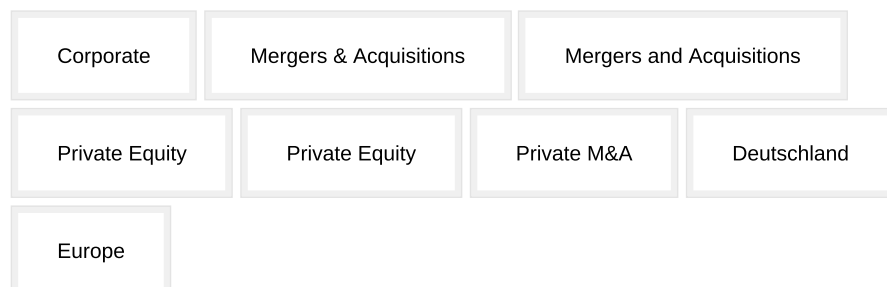 Corporate Mergers & Acquisitions Mergers and Acquisitions
Private Equity Private Equity Private M&A Deutschland
Europe